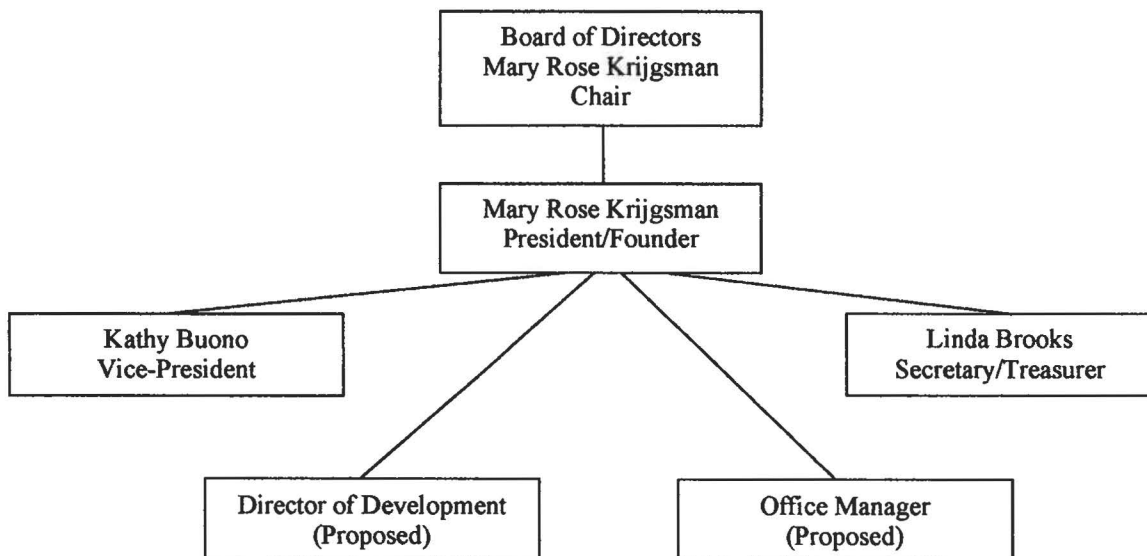 Board of Directors
Mary Rose Krijgsman
Chair
Mary Rose Krijgsman
President/Founder
Kathy Buono
Vice-President
Linda Brooks
Secretary/Treasurer
Director of Development
(Proposed)
Office Manager
(Proposed)